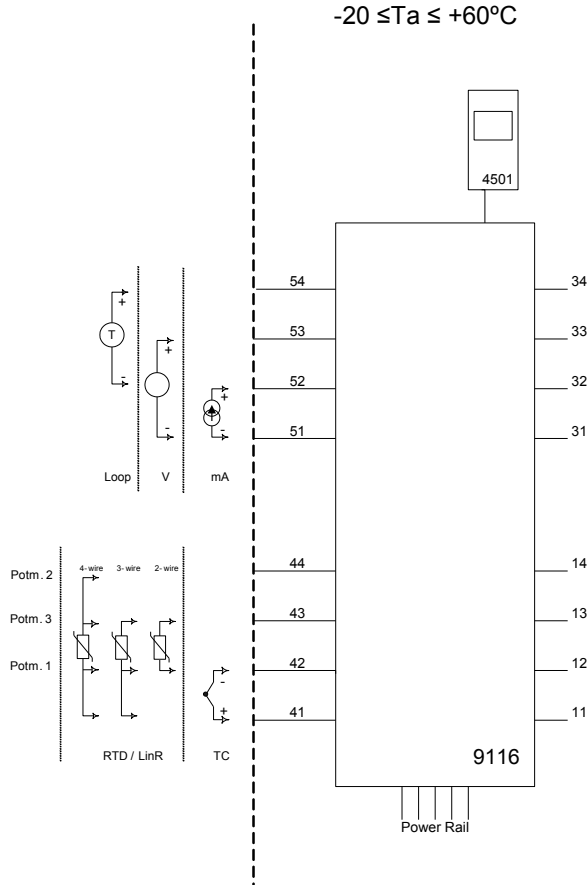 -20 ≤Ta ≤ +60ºC
4501
54
34
+
T
53
33
+
-
52
32
+
-
-
51
31
Loop
V
mA
4-wire
3-wire
2-wire
44
14
Potm. 2
43
13
Potm. 3
42
12
Potm. 1
-
+
41
11
RTD / LinR
TC
9116
Power Rail